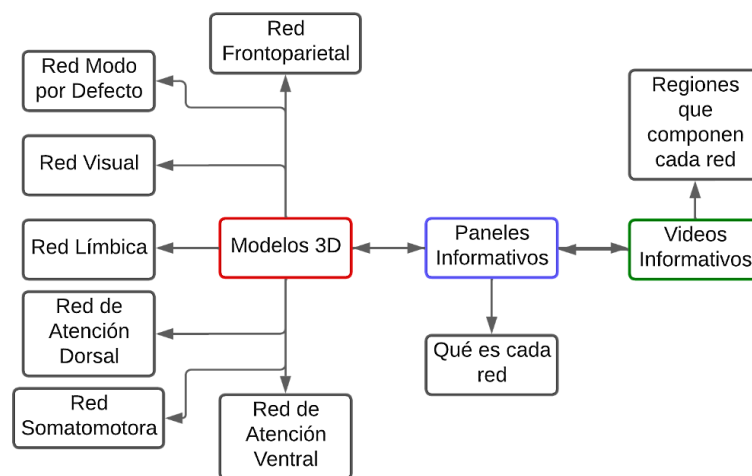 Red
Frontoparietal
Red Modo
por Defecto
Regiones
que
componen
cada red
Red Visual
Red Límbica
Modelos 3D
Paneles
Informativos
Videos
Informativos
Red de
Atención
Dorsal
Qué es cada
red
Red
Somatomotora
Red de
Atención
Ventral